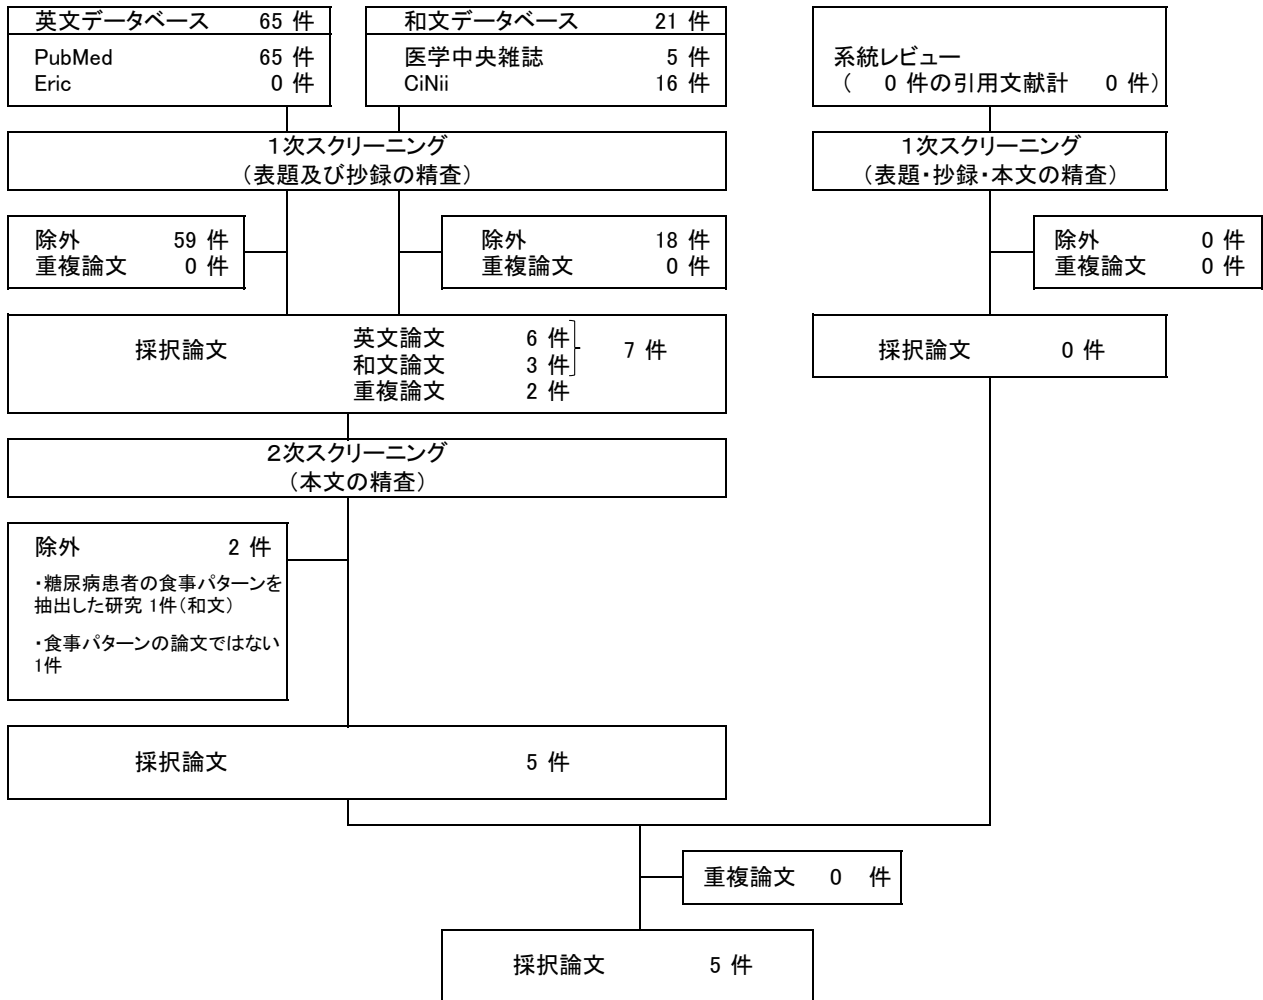 英文データベース 65 件
PubMed 65 件
Eric 0 件
和文データベース 21 件
医学中央雑誌 5 件
CiNii 16 件
系統レビュー
（ 0 件の引用文献計 0 件）
1次スクリーニング
（表題及び抄録の精査）
1次スクリーニング
（表題・抄録・本文の精査）
除外 59 件
重複論文 0 件
除外 18 件
重複論文 0 件
除外 0 件
重複論文 0 件
採択論文 英文論文 6 件 7 件
和文論文 3 件
重複論文 2 件
採択論文 0 件
2次スクリーニング
（本文の精査）
除外 2 件
・糖尿病患者の食事パターンを
抽出した研究 1件（和文）
・食事パターンの論文ではない
1件
採択論文 5 件
重複論文 0 件
採択論文 5 件